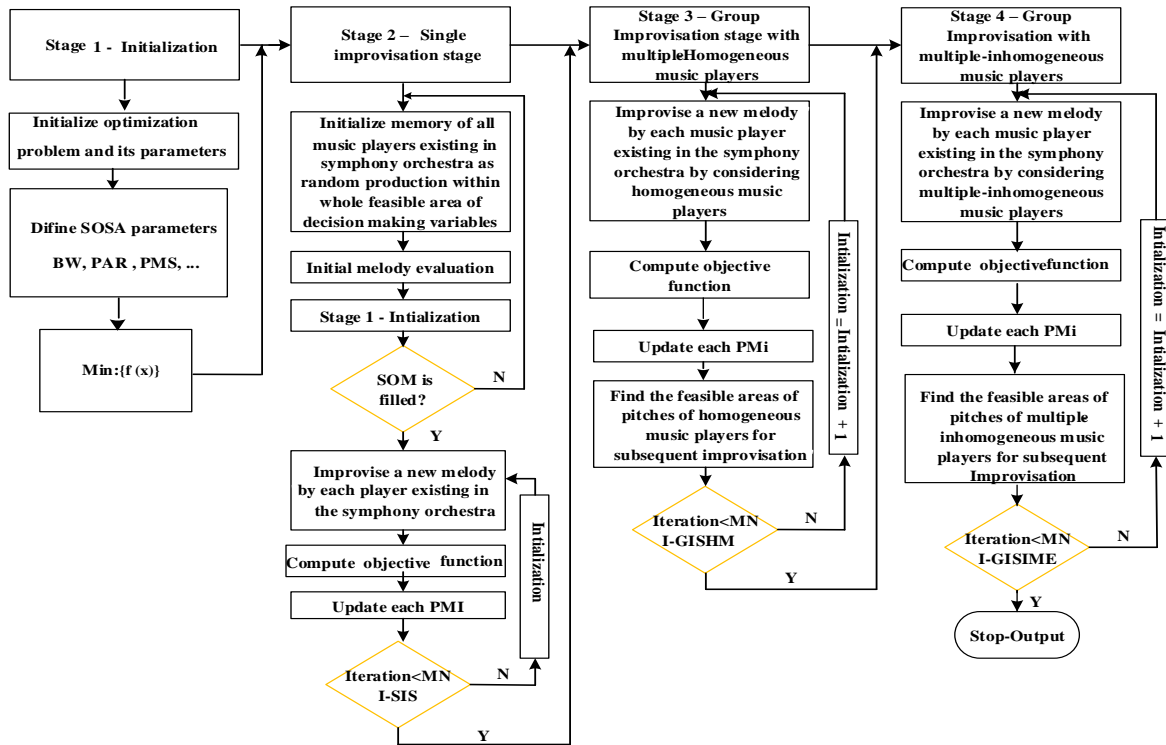 Stage 1 - Initialization
Initialize optimization
problem and its parameters
Difine SOSA parameters
BW, PAR , PMS, ...
Min:{f (x)}
Stage 2 – Single
improvisation stage
Initialize memory of all
music players existing in
symphony orchestra as
random production within
whole feasible area of
decision making variables
Initial melody evaluation
Stage 1 - Intialization
SOM is
filled?
N
Y
Improvise a new melody
by each player existing in
the symphony orchestra
Compute objective function
Update each PMI
Iteration<MN
I-SIS
N
Y
Intialization
Stage 3 – Group
Improvisation stage with
multipleHomogeneous
music players
Improvise a new melody
by each music player
existing in the symphony
orchestra by considering
homogeneous music
players
Compute objective
function
Update each PMi
Find the feasible areas of
pitches of homogeneous
music players for
subsequent improvisation
Iteration<MN
I-GISHM
N
Y
Intialization = Intialization + 1
Stage 4 – Group
Improvisation with
multiple-inhomogeneous
music players
Improvise a new melody
by each music player
existing in the symphony
orchestra by considering
multiple-inhomogeneous
music players
Compute objectivefunction
Update each PMi
Find the feasible areas of
pitches of multiple
inhomogeneous music
players for subsequent
Improvisation
Iteration<MN
I-GISIME
N
Y
Intialization = Intialization + 1
Stop-Output